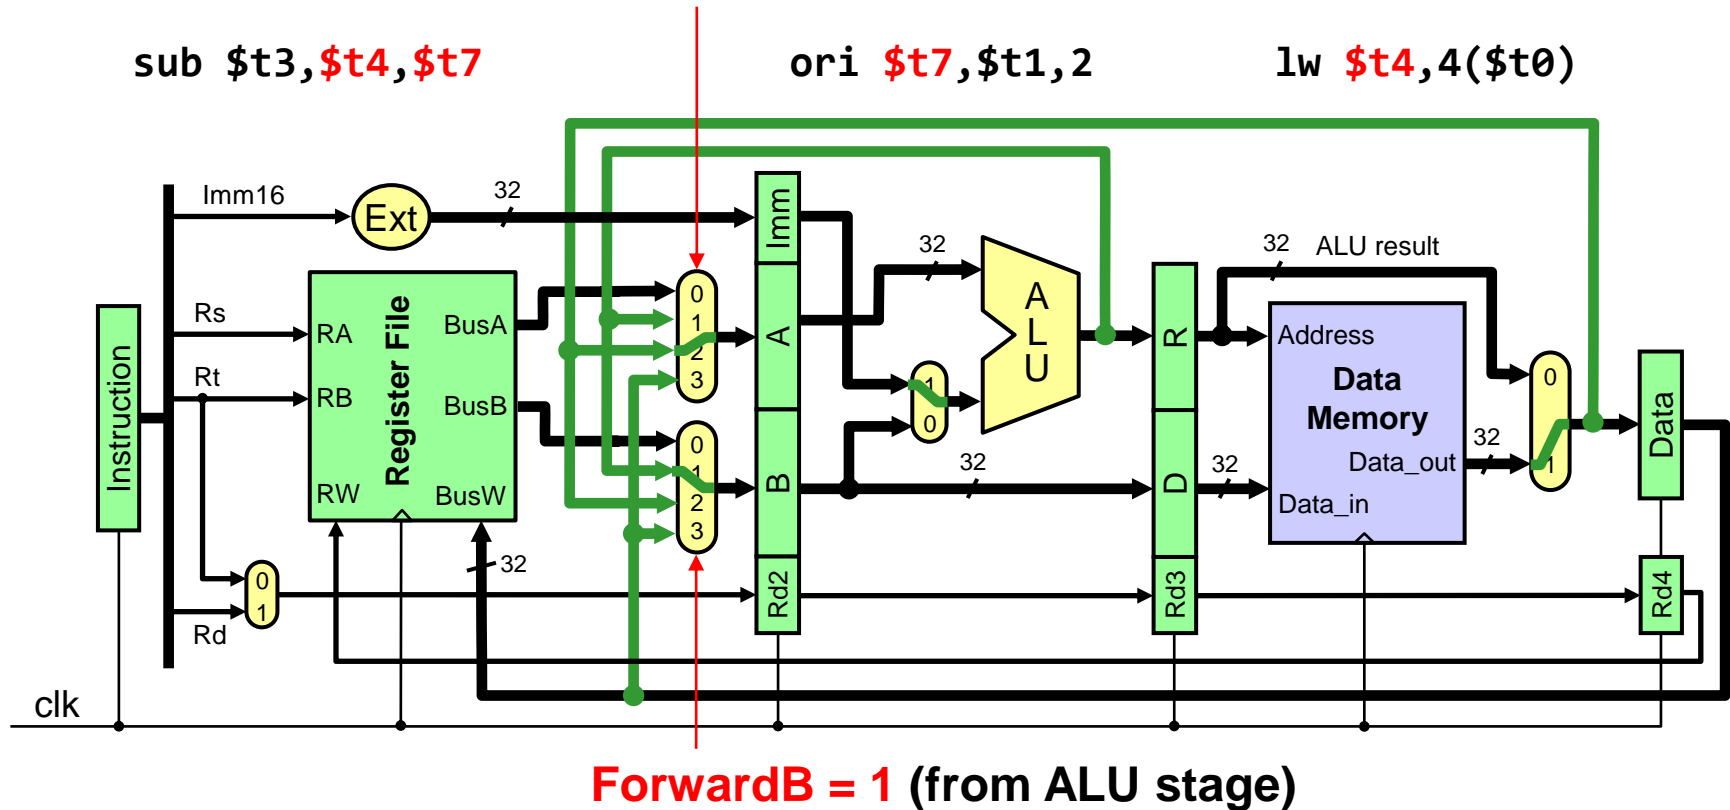 sub $t3,$t4,$t7
ori $t7,$t1,2
lw $t4,4($t0)
Imm16
Ext
32
Imm
32
A
L
U
32
ALU result
Instruction
Rs
RA
Register File
BusA
0
1
2
3
A
R
Address
Data
Memory
0
1
Data
Rt
RB
BusB
0
1
2
3
1
0
B
32
D
32
Data_out
32
Data_in
RW
BusW
32
0
1
Rd
Rd2
Rd3
Rd4
clk
ForwardB = 1 (from ALU stage)